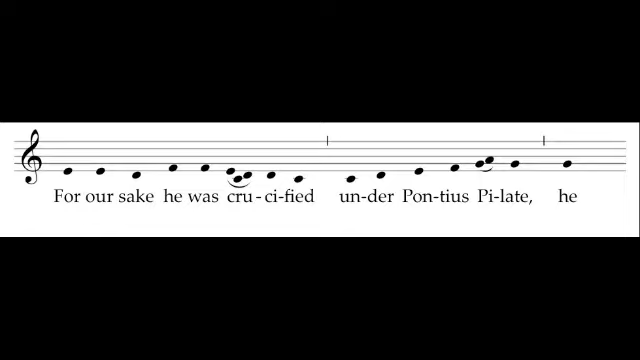 For our sake he was cru-ci-fied un-der Pon-tius Pi-late, he